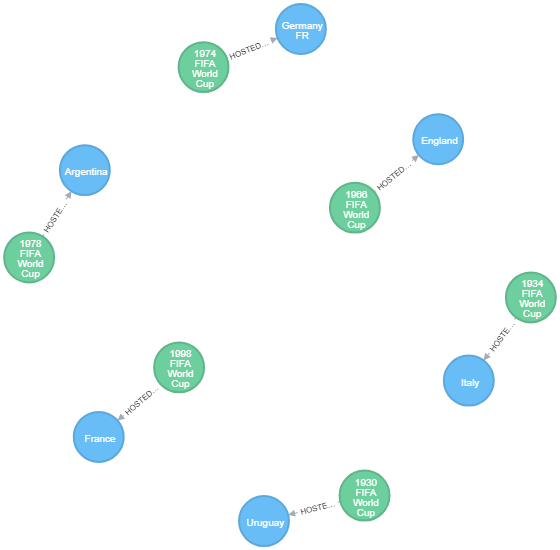 Germany
FR
1974
FIFA
World
Cup
HOSTED…
England
1966
FIFA
World
Cup
HOSTED…
Argentina
1978
FIFA
World
Cup
HOSTE…
1934
FIFA
World
Cup
HOSTE…
Italy
1998
FIFA
World
Cup
HOSTED…
France
1930
FIFA
World
Cup
HOSTE…
Uruguay